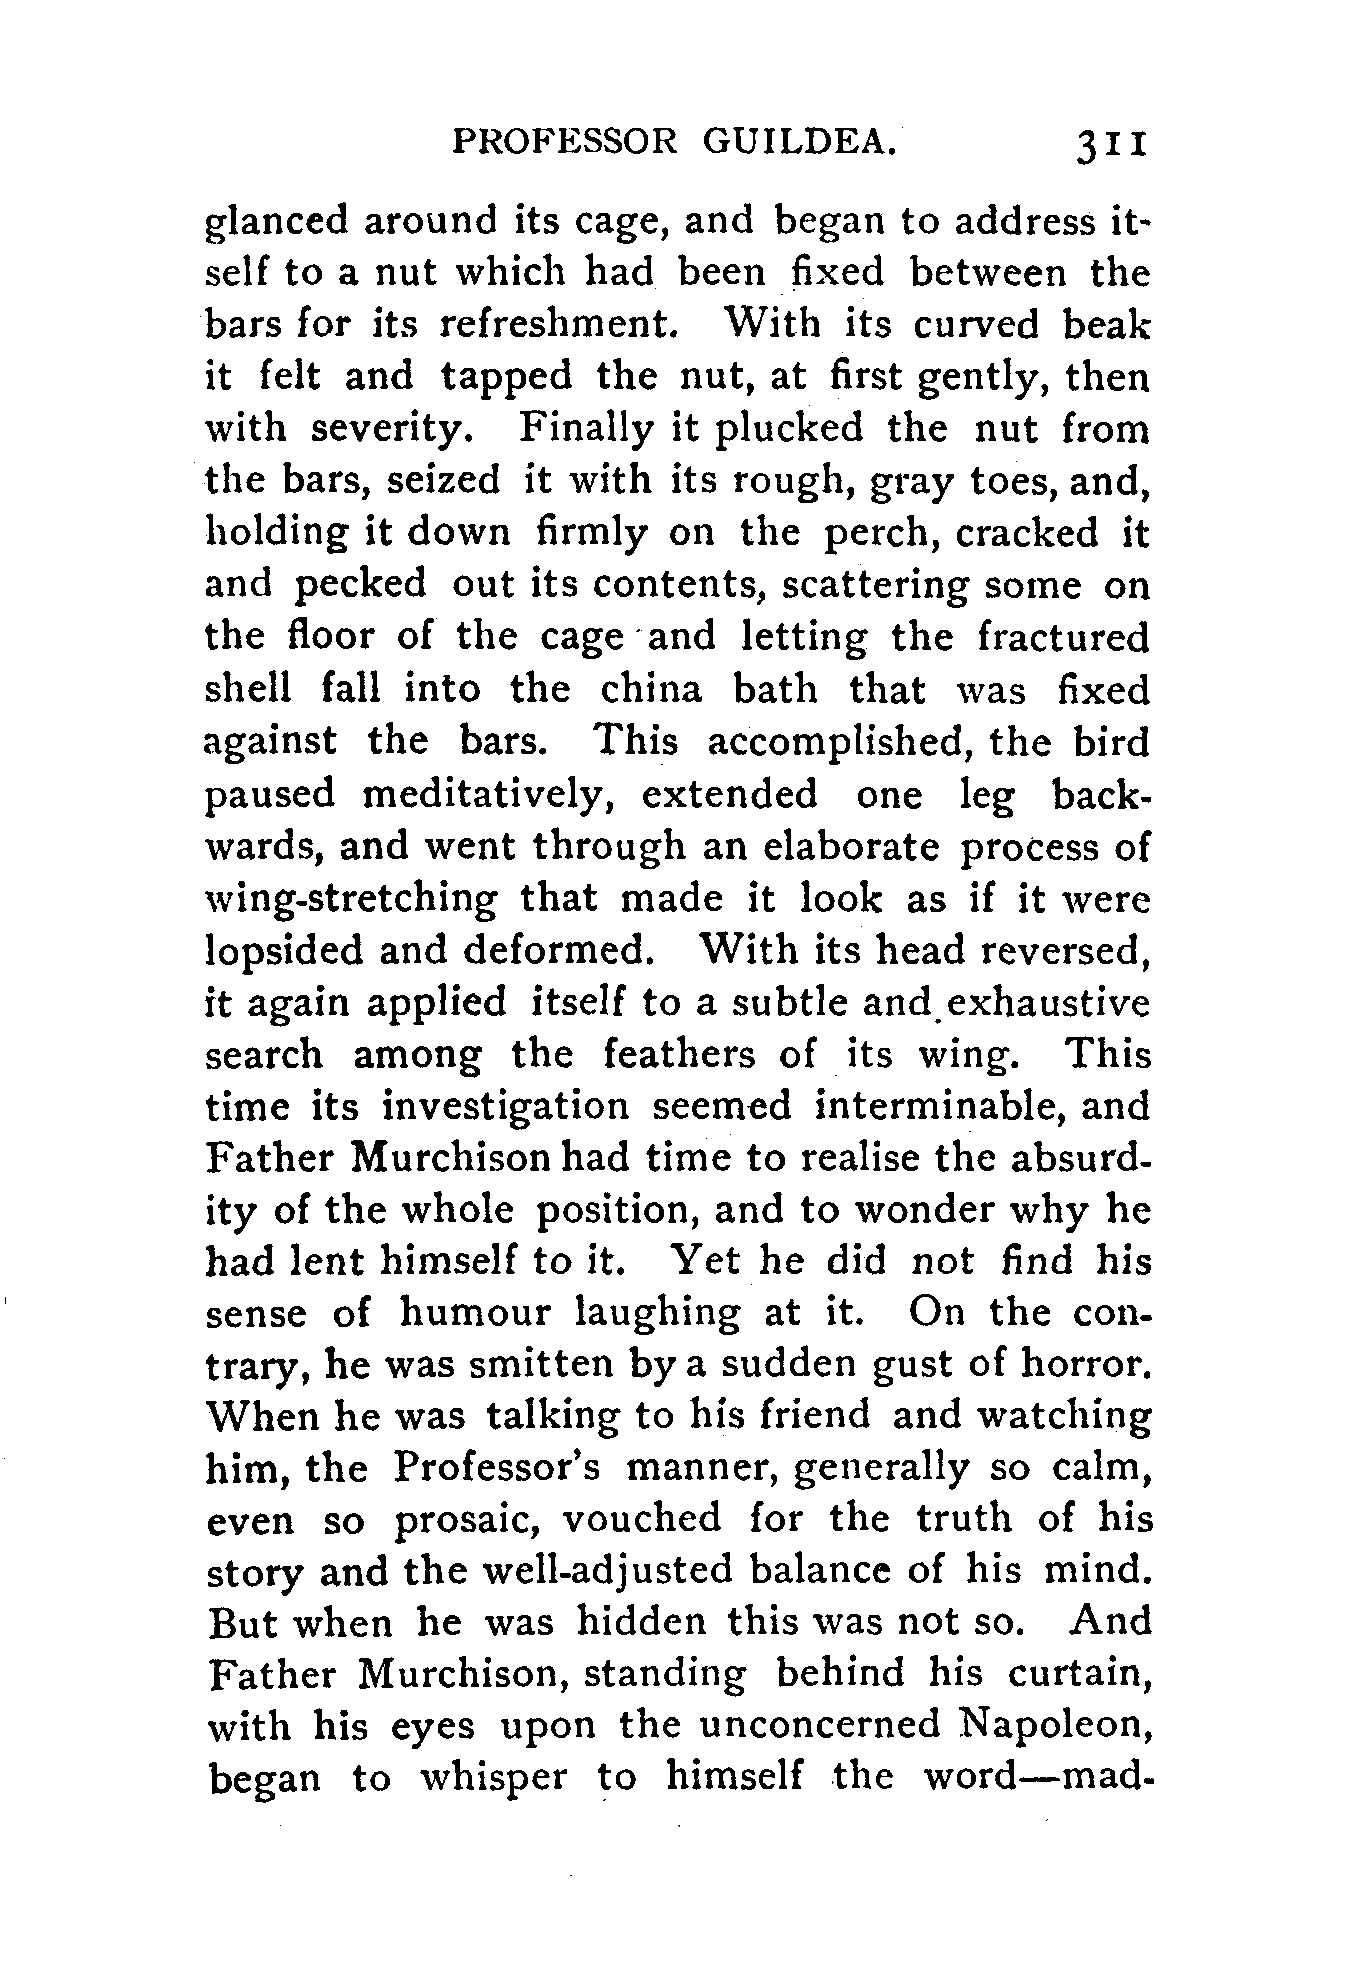 PROFESSOR GUILDEA. 311
glanced around its cage, and began to address it-
self to a nut which had been fixed between the
bars for its refreshment. With its curved beak
it felt and tapped the nut, at first gently, then
with severity. Finally it plucked the nut from
the bars, seized it with its rough, gray toes, and,
holding it down firmly on the perch, cracked it
and pecked out its contents, scattering some on
the floor of the cage and letting the fractured
shell fall into the china bath that was fixed
against the bars. This accomplished, the bird
paused meditatively, extended one leg back-
wards, and went through an elaborate process of
wing-stretching that made it look as if it were
lopsided and deformed. With its head reversed,
it again applied itself to a subtle and exhaustive
search among the feathers of its wing. This
time its investigation seemed interminable, and
Father Murchison had time to realise the absurd-
ity of the whole position, and to wonder why he
had lent himself to it. Yet he did not find his
sense of humour laughing at it. On the con-
trary, he was smitten by a sudden gust of horror.
When he was talking to his friend and watching
him, the Professor's manner, generally so calm,
even so prosaic, vouched for the truth of his
story and the well-adjusted balance of his mind.
But when he was hidden this was not so. And
Father Murchison, standing behind his curtain,
with his eyes upon the unconcerned Napoleon,
began to whisper to himself the word—mad-